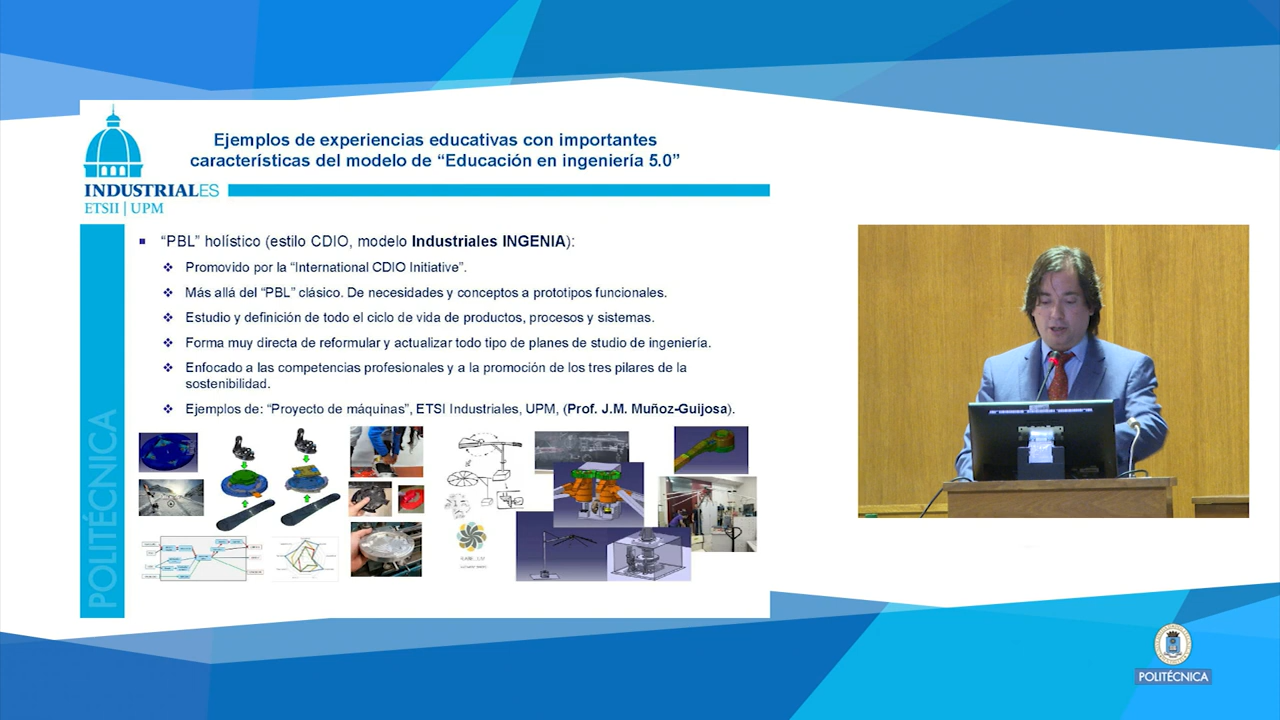 Ejemplos de experiencias educativas con importantes
características del modelo de “Educación en ingeniería 5.0”
INDUSTRIALES
ETSII | UPM
“PBL” holístico (estilo CDIO, modelo Industriales INGENIA):
Promovido por la “International CDIO Initiative”.
Más allá del “PBL” clásico. De necesidades y conceptos a prototipos funcionales.
Estudio y definición de todo el ciclo de vida de productos, procesos y sistemas.
Forma muy directa de reformular y actualizar todo tipo de planes de studio de ingeniería.
Enfocado a las competencias profesionales y a la promoción de los tres pilares de la
sostenibilidad.
Ejemplos de: “Proyecto de máquinas”, ETSI Industriales, UPM, (Prof. J.M. Muñoz-Guijosa).
POLITÉCNICA
POLITÉCNICA